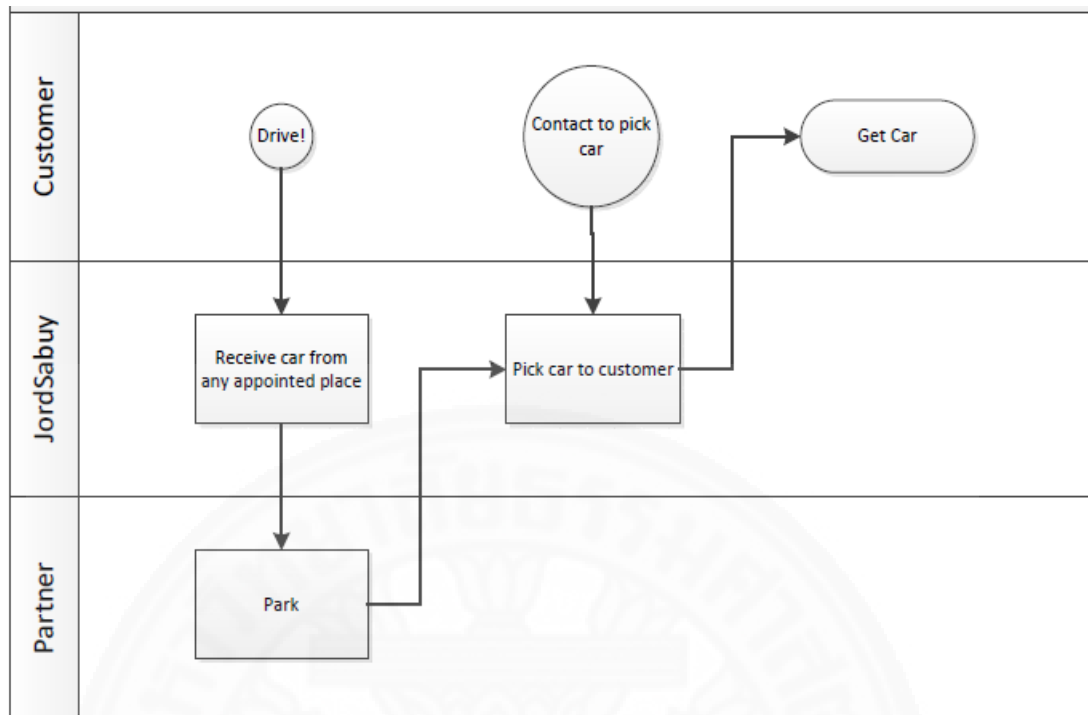 Customer
Drive!
Contact to pick
car
Get Car
JordSabuy
Receive car from
any appointed place
Pick car to customer
Partner
Park